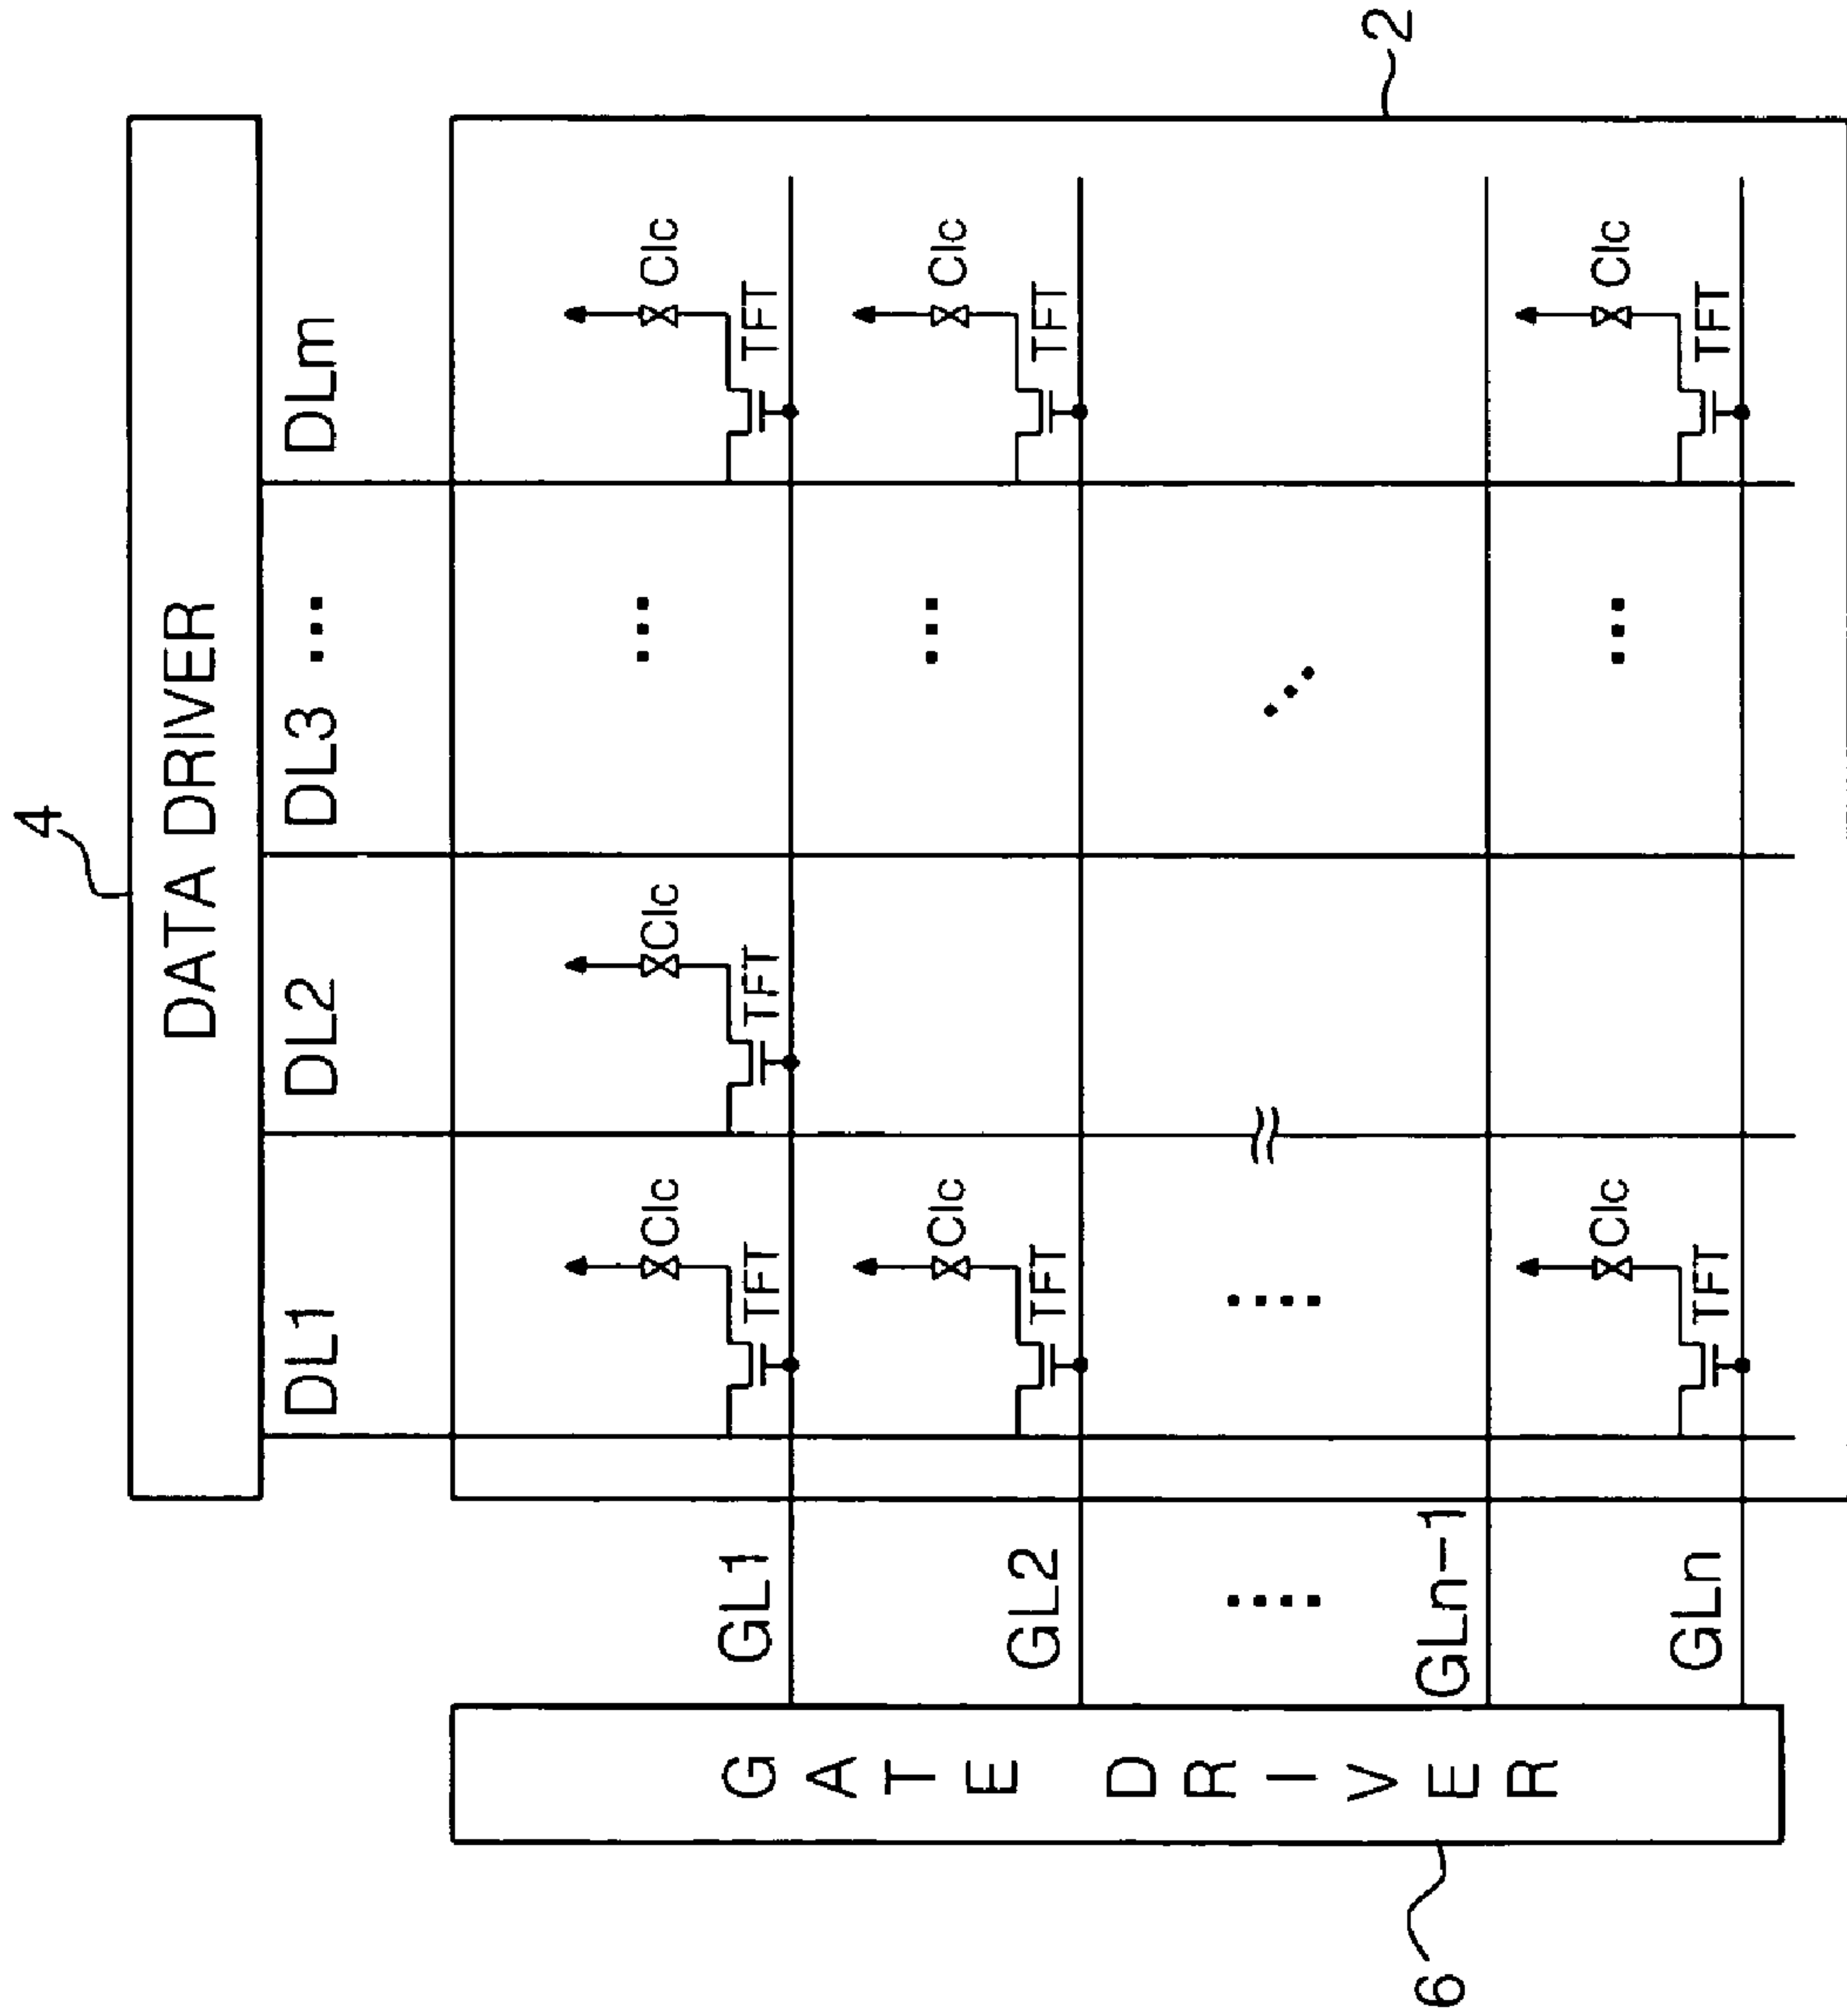 4
DATA DRIVER
DL1 DL2 DL3 ... DLm
Clc Clc ... Clc
GL1 TFT TFT TFT
Clc ... Clc
GL2 TFT TFT
2
GATE DRIVER
6
GLn-1
Clc ... Clc
GLn TFT TFT